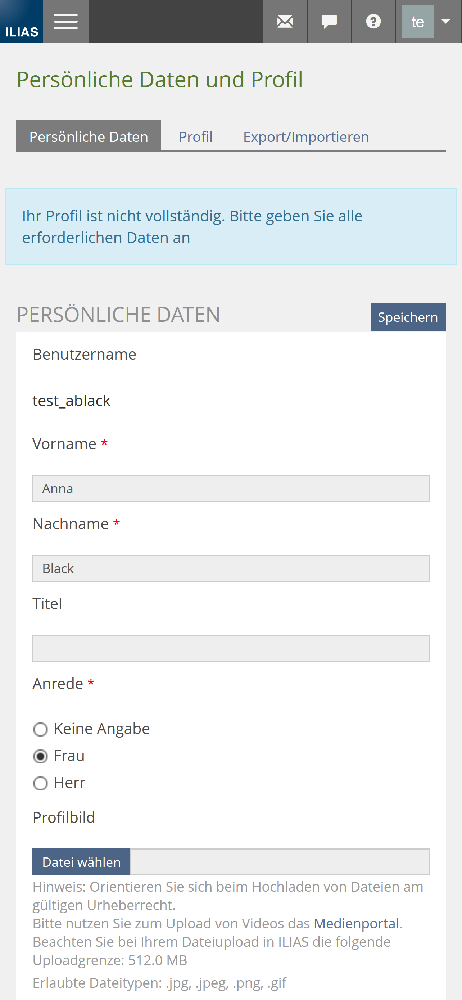 ILIAS
te
Persönliche Daten und Profil
Persönliche Daten Profil Export/Importieren
Ihr Profil ist nicht vollständig. Bitte geben Sie alle
erforderlichen Daten an
PERSÖNLICHE DATEN
Speichern
Benutzername
test_ablack
Vorname *
Anna
Nachname *
Black
Titel
Anrede *
Keine Angabe
Frau
Herr
Profilbild
Datei wählen
Hinweis: Orientieren Sie sich beim Hochladen von Dateien am
gültigen Urheberrecht.
Bitte nutzen Sie zum Upload von Videos das Medienportal.
Beachten Sie bei Ihrem Dateiupload in ILIAS die folgende
Uploadgrenze: 512.0 MB
Erlaubte Dateitypen: .jpg, .jpeg, .png, .gif